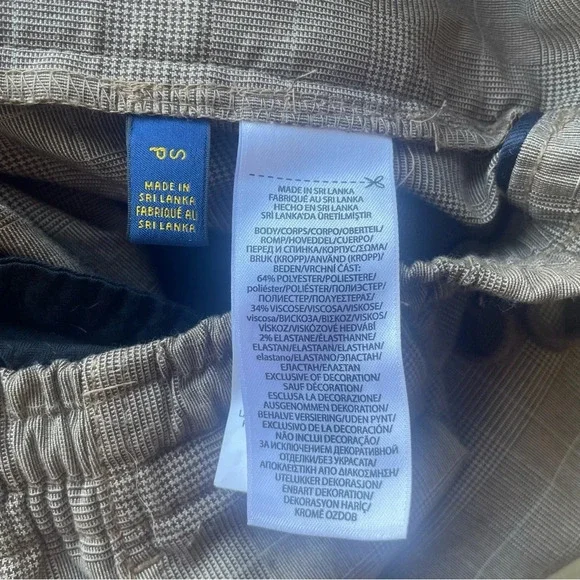 S P
MADE IN
SRI LANKA
FABRIQUÉ AU
SRI LANKA
MADE IN SRI LANKA
FABRIQUÉ AU SRI LANKA
HECHO EN SRI LANKA
SRİ LANKA'DA ÜRETİLMİŞTİR
BODY/CORPS/CORPO/OBERTEIL/
ROMP/HOVEDDEL/CUERPO/
ПЕРЕД И СПИНКА/КОРПУС/ΣΩΜΑ/
BRUK (KROPP)/ANVÄND (KROPP)/
BEDEN/VRCHNÍ ČÁST:
64% POLYESTER/POLIESTERE/
poliéster/POLIÉSTER/ПОЛИЭСТЕР/
ПОЛИЕСТЕР/ΠΟΛΥΕΣΤΕΡΑΣ/
34% VISCOSE/VISCOSE/
viscosa/ВИСКОЗА/ΒΙΣΚΟΖ/VISKOS/
VİSKOZ/VISKÓZOVÉ HEDVÁBÍ
2% ELASTANE/ÉLASTHANNE/
ELASTAN/ELASTAAN/ELASTHAN/
elastano/ELASTANO/ЭЛАСТАН/
ЕЛАСТАН/ΕΛΑΣΤΑΝ
EXCLUSIVE OF DECORATION/
SAUF DÉCORATION/
ESCLUSA LA DECORAZIONE/
AUSGENOMMEN DEKORATION/
BEHALVE VERSIERING/UDEN PYNT/
EXCLUSIVO DE LA DECORACIÓN/
NÃO INCLUI DECORAÇÃO/
ЗА ИСКЛЮЧЕНИЕМ ДЕКОРАТИВНОЙ
ОТДЕЛКИ/БЕЗ УКРАСАТА/
ΑΠΟΚΛΕΙΣΤΙΚΗ ΑΠΟ ΔΙΑΚΟΣΜΗΣΗ/
UTELUKKER DEKORASJON/
ENBART DEKORATION/
DEKORASYON HARİÇ/
KROMĚ OZDOB